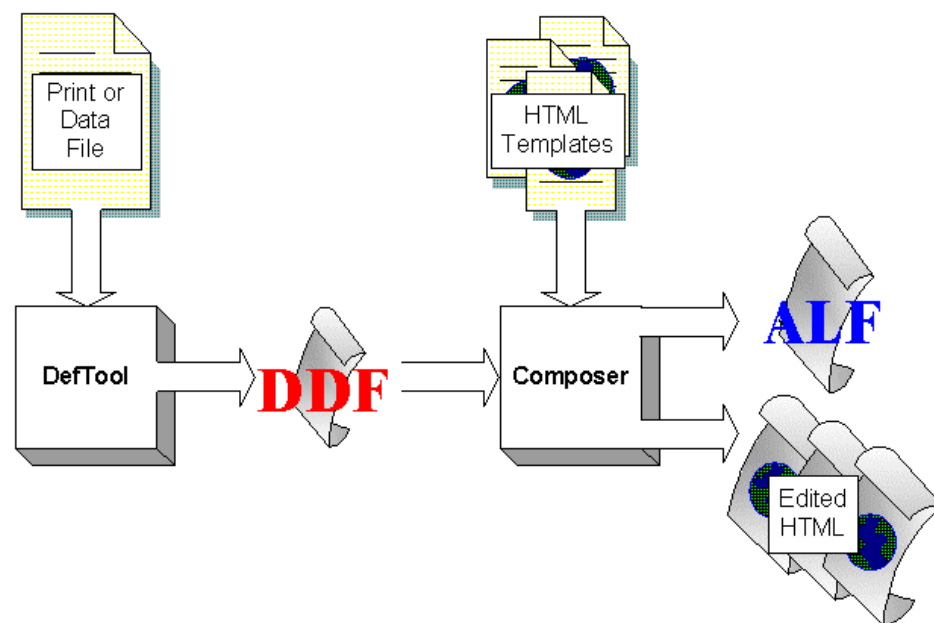 Print or
Data
File
HTML
Templates
DefTool
DDF
Composer
ALF
Edited
HTML